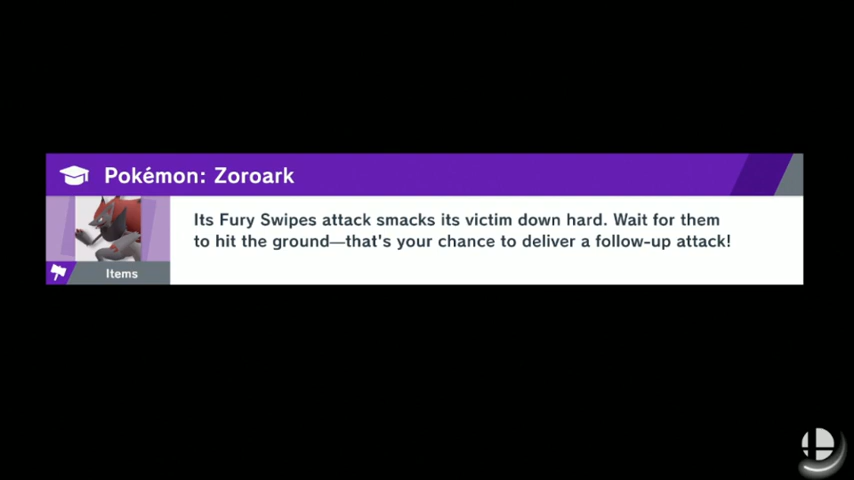 Pokémon: Zoroark
Its Fury Swipes attack smacks its victim down hard. Wait for them
to hit the ground—that's your chance to deliver a follow-up attack!
Items